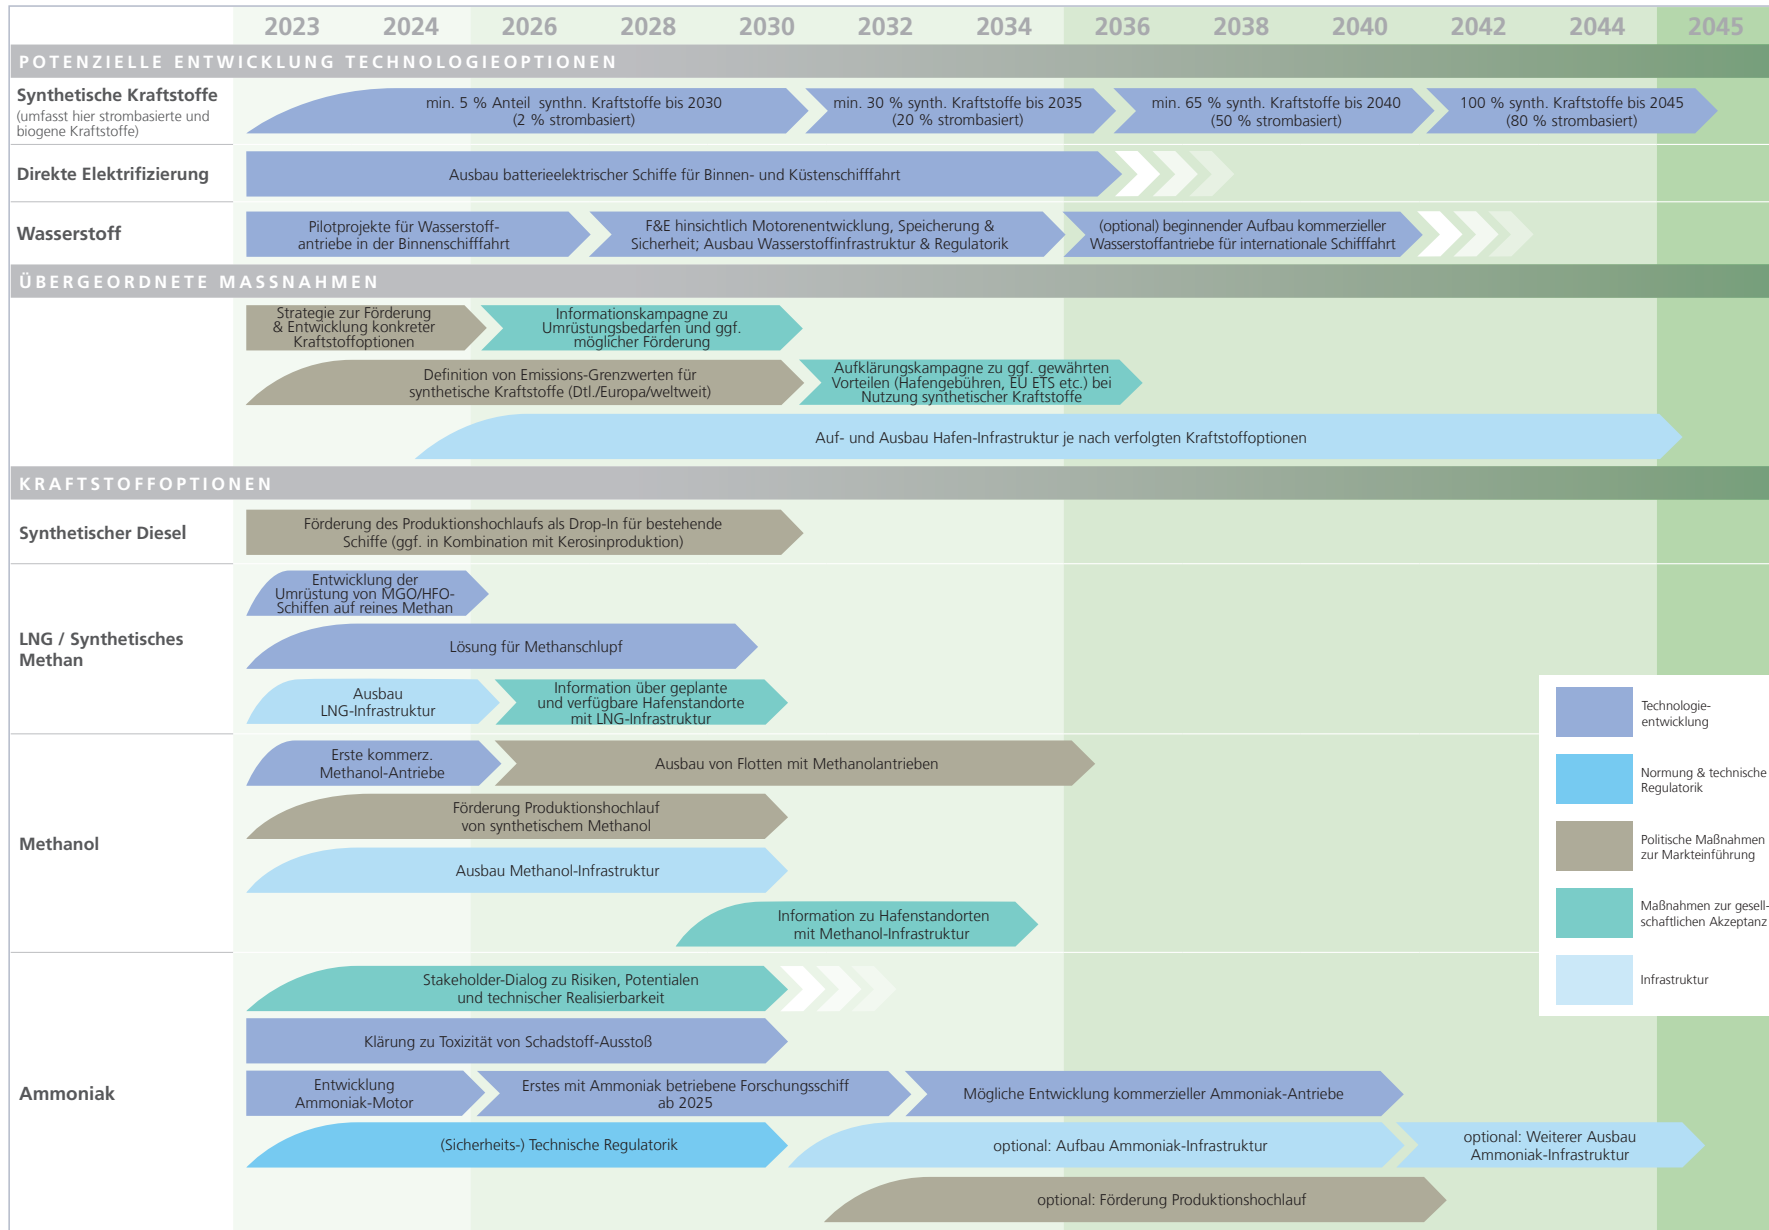 2023 2024 2026 2028 2030 2032 2034 2036 2038 2040 2042 2044 2045
POTENZIELLE ENTWICKLUNG TECHNOLOGIEOPTIONEN
Synthetische Kraftstoffe
(umfasst hier strombasierte und
biogene Kraftstoffe)
min. 5 % Anteil synthn. Kraftstoffe bis 2030
(2 % strombasiert)
min. 30 % synth. Kraftstoffe bis 2035
(20 % strombasiert)
min. 65 % synth. Kraftstoffe bis 2040
(50 % strombasiert)
100 % synth. Kraftstoffe bis 2045
(80 % strombasiert)
Direkte Elektrifizierung
Ausbau batterieelektrischer Schiffe für Binnen- und Küstenschifffahrt
Wasserstoff
Pilotprojekte für Wasserstoff-
antriebe in der Binnenschifffahrt
F&E hinsichtlich Motorenentwicklung, Speicherung &
Sicherheit; Ausbau Wasserstoffinfrastruktur & Regulatorik
(optional) beginnender Aufbau kommerzieller
Wasserstoffantriebe für internationale Schifffahrt
ÜBERGEORDNETE MASSNAHMEN
Strategie zur Förderung
& Entwicklung konkreter
Kraftstoffoptionen
Informationskampagne zu
Umrüstungsbedarfen und ggf.
möglicher Förderung
Definition von Emissions-Grenzwerten für
synthetische Kraftstoffe (Dtl./Europa/weltweit)
Aufklärungskampagne zu ggf. gewährten
Vorteilen (Hafengebühren, EU ETS etc.) bei
Nutzung synthetischer Kraftstoffe
Auf- und Ausbau Hafen-Infrastruktur je nach verfolgten Kraftstoffoptionen
KRAFTSTOFFOPTIONEN
Synthetischer Diesel
Förderung des Produktionshochlaufs als Drop-In für bestehende
Schiffe (ggf. in Kombination mit Kerosinproduktion)
LNG / Synthetisches
Methan
Entwicklung der
Umrüstung von MGO/HFO-
Schiffen auf reines Methan
Lösung für Methanschlupf
Ausbau
LNG-Infrastruktur
Information über geplante
und verfügbare Hafenstandorte
mit LNG-Infrastruktur
Methanol
Erste kommerz.
Methanol-Antriebe
Ausbau von Flotten mit Methanolantrieben
Förderung Produktionshochlauf
von synthetischem Methanol
Ausbau Methanol-Infrastruktur
Information zu Hafenstandorten
mit Methanol-Infrastruktur
Ammoniak
Stakeholder-Dialog zu Risiken, Potentialen
und technischer Realisierbarkeit
Klärung zu Toxizität von Schadstoff-Ausstoß
Entwicklung
Ammoniak-Motor
Erstes mit Ammoniak betriebene Forschungsschiff
ab 2025
Mögliche Entwicklung kommerzieller Ammoniak-Antriebe
(Sicherheits-) Technische Regulatorik
optional: Aufbau Ammoniak-Infrastruktur
optional: Weiterer Ausbau
Ammoniak-Infrastruktur
optional: Förderung Produktionshochlauf
Technologie-
entwicklung
Normung & technische
Regulatorik
Politische Maßnahmen
zur Markteinführung
Maßnahmen zur gesell-
schaftlichen Akzeptanz
Infrastruktur